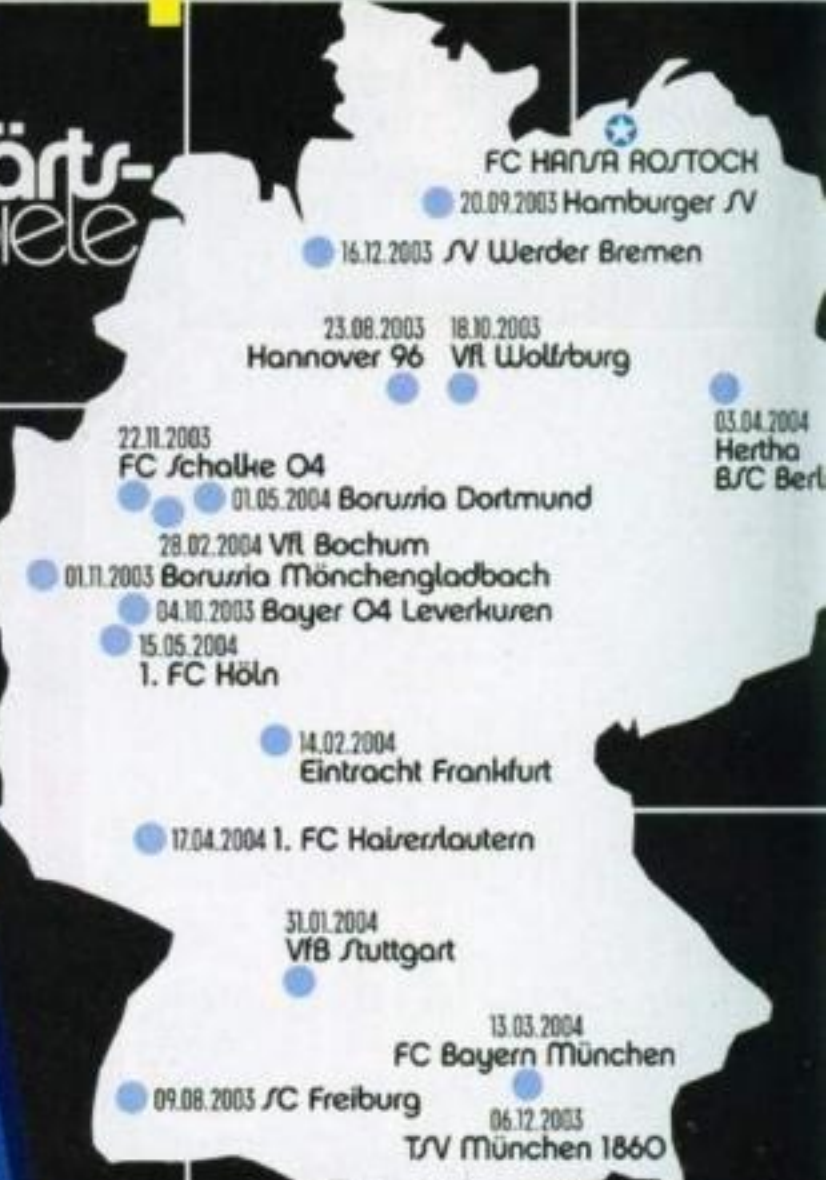 ärts-
iele
FC HANSA ROSTOCK
20.09.2003 Hamburger SV
16.12.2003 SV Werder Bremen
23.08.2003
Hannover 96
18.10.2003
Vfl Wolfsburg
03.04.2004
Hertha
BSC Berl
22.11.2003
FC Schalke 04
01.05.2004 Borussia Dortmund
28.02.2004 Vfl Bochum
01.11.2003 Borussia Mönchengladbach
04.10.2003 Bayer 04 Leverkusen
15.05.2004
1. FC Köln
14.02.2004
Eintracht Frankfurt
17.04.2004 1. FC Kaiserslautern
31.01.2004
VfB Stuttgart
13.03.2004
FC Bayern München
09.08.2003 SC Freiburg
06.12.2003
TSV München 1860